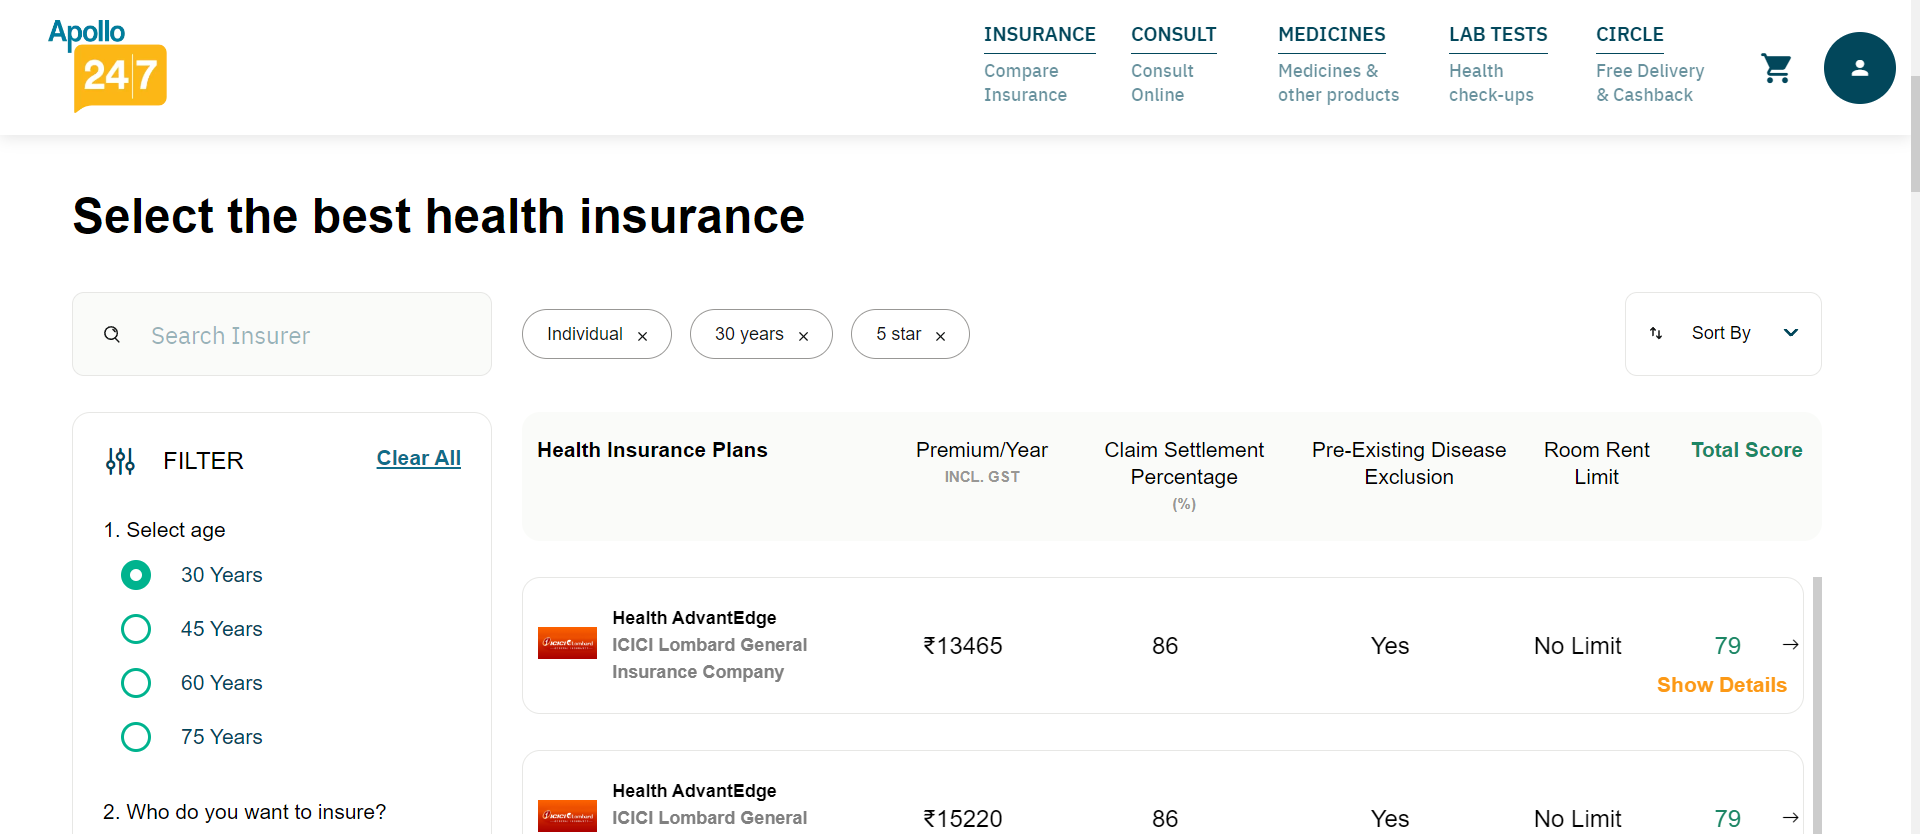 Apollo
24|7
INSURANCE
Compare
Insurance
CONSULT
Consult
Online
MEDICINES
Medicines &
other products
LAB TESTS
Health
check-ups
CIRCLE
Free Delivery
& Cashback
Select the best health insurance
Search Insurer
Individual ×
30 years ×
5 star ×
Sort By
FILTER
Clear All
1. Select age
30 Years
45 Years
60 Years
75 Years
2. Who do you want to insure?
Health Insurance Plans
Premium/Year
INCL. GST
Claim Settlement
Percentage
(%)
Pre-Existing Disease
Exclusion
Room Rent
Limit
Total Score
ICICI Lombard
Health AdvantEdge
ICICI Lombard General
Insurance Company
₹13465
86
Yes
No Limit
79 →
Show Details
ICICI Lombard
Health AdvantEdge
ICICI Lombard General
₹15220
86
Yes
No Limit
79 →